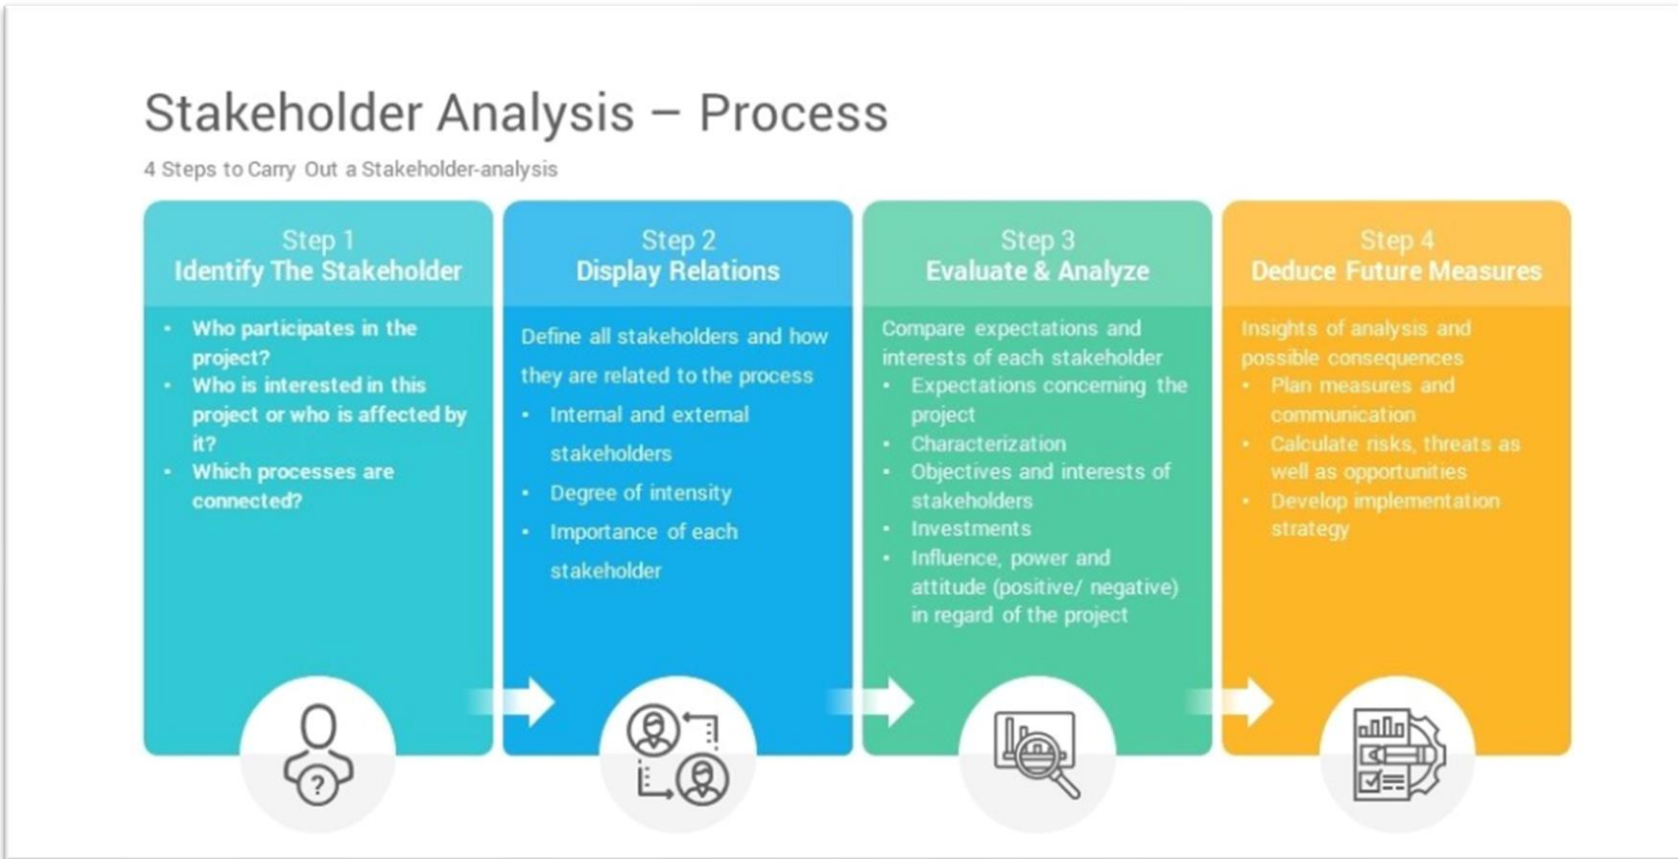 Stakeholder Analysis – Process
4 Steps to Carry Out a Stakeholder-analysis
Step 1
Identify The Stakeholder
• Who participates in the
project?
• Who is interested in this
project or who is affected by
it?
• Which processes are
connected?
Step 2
Display Relations
Define all stakeholders and how
they are related to the process
• Internal and external
stakeholders
• Degree of intensity
• Importance of each
stakeholder
Step 3
Evaluate & Analyze
Compare expectations and
interests of each stakeholder
• Expectations concerning the
project
• Characterization
• Objectives and interests of
stakeholders
• Investments
• Influence, power and
attitude (positive/ negative)
in regard of the project
Step 4
Deduce Future Measures
Insights of analysis and
possible consequences
• Plan measures and
communication
• Calculate risks, threats as
well as opportunities
• Develop implementation
strategy
?